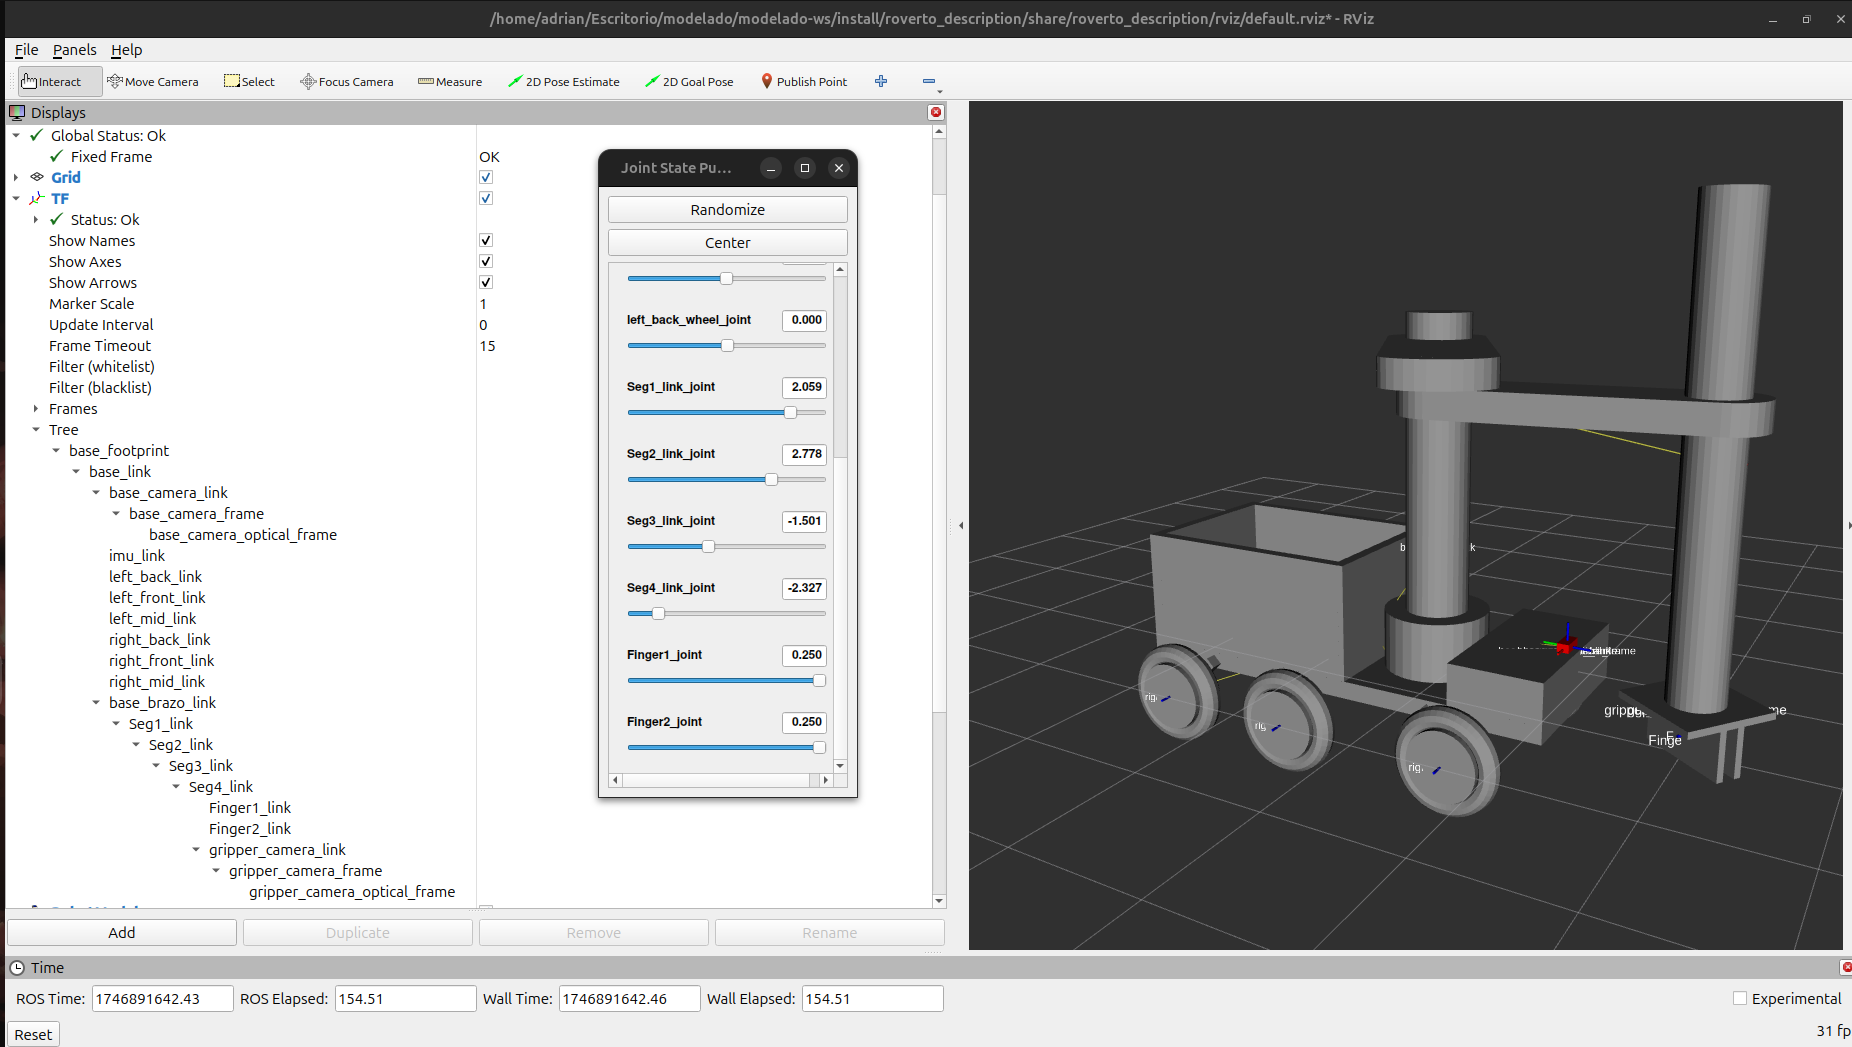 /home/adrian/Escritorio/modelado/modelado-ws/install/roverto_description/share/roverto_description/rviz/default.rviz* - RViz
File Panels Help
Interact Move Camera Select Focus Camera Measure 2D Pose Estimate 2D Goal Pose Publish Point
Displays
Global Status: Ok
Fixed Frame OK
Grid
TF
Status: Ok
Show Names
Show Axes
Show Arrows
Marker Scale 1
Update Interval 0
Frame Timeout 15
Filter (whitelist)
Filter (blacklist)
Frames
Tree
base_footprint
base_link
base_camera_link
base_camera_frame
base_camera_optical_frame
imu_link
left_back_link
left_front_link
left_mid_link
right_back_link
right_front_link
right_mid_link
base_brazo_link
Seg1_link
Seg2_link
Seg3_link
Seg4_link
Finger1_link
Finger2_link
gripper_camera_link
gripper_camera_frame
gripper_camera_optical_frame
Add Duplicate Remove Rename
Joint State Pu...
Randomize
Center
left_back_wheel_joint 0.000
Seg1_link_joint 2.059
Seg2_link_joint 2.778
Seg3_link_joint -1.501
Seg4_link_joint -2.327
Finger1_joint 0.250
Finger2_joint 0.250
b k
rig.
rig
rig.
grippe me
Finge
Time
ROS Time: 1746891642.43 ROS Elapsed: 154.51 Wall Time: 1746891642.46 Wall Elapsed: 154.51 Experimental
Reset 31 fp